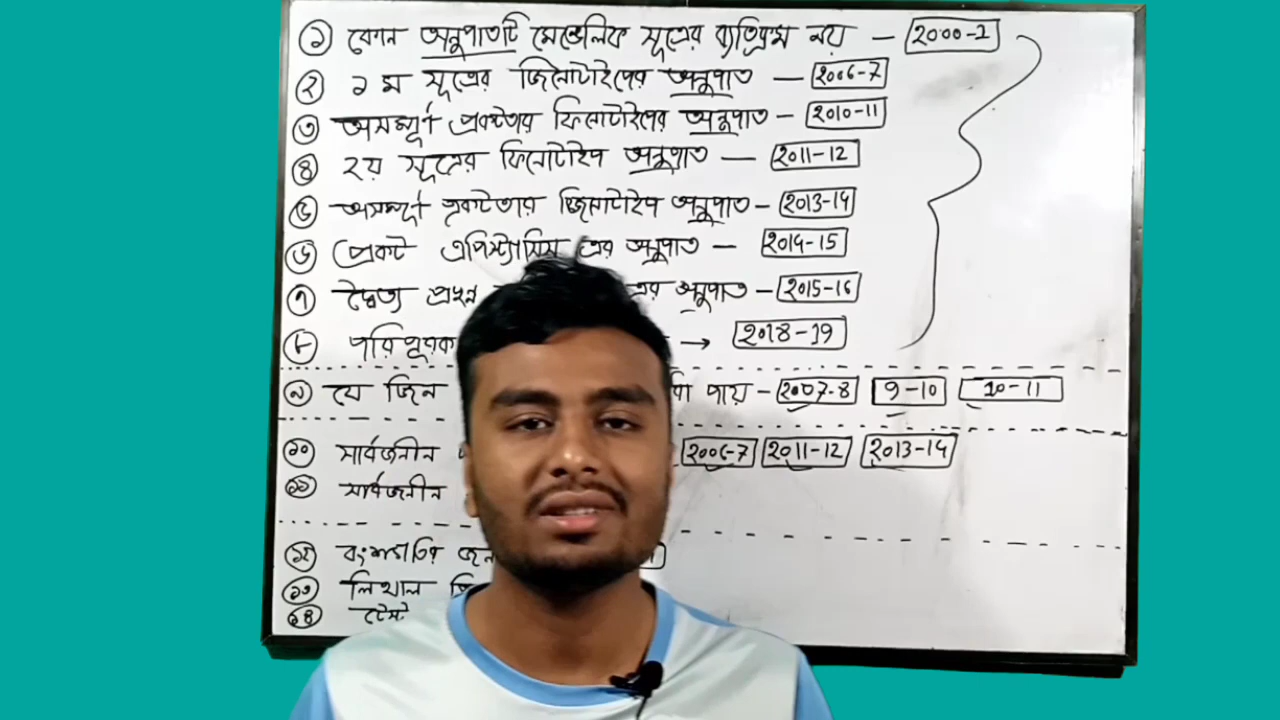 ১ কোন অনুপাতটি মেন্ডেলিক সূত্রের ব্যতিক্রম নয় — 2000-1
২ ১ম সূত্রের জিনোটাইপের অনুপাত — 2006-7
৩ অসম্পূর্ণ প্রকটতার ফিনোটাইপের অনুপাত — 2010-11
৪ ২য় সূত্রের ফিনোটাইপ অনুপাত — 2011-12
৫ অসম্পূর্ণ প্রকটতার জিনোটাইপ অনুপাত — 2013-14
৬ প্রকট এপিস্ট্যাসিস এর অনুপাত — 2014-15
৭ দ্বৈত প্রচ্ছন্ন এর অনুপাত — 2015-16
৮ পরিপূরক → 2018-19
৯ যে জিন পায় — 2007-8 9-10 10-11
১০ সার্বজনীন 2006-7 2011-12 2013-14
১১ সার্বজনীন
১২ বংশগতির
১৩ লিথাল
১৪ টেস্ট